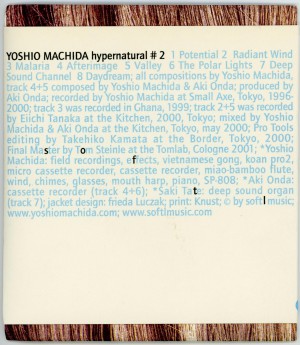 YOSHIO MACHIDA hypernatural # 2 1 Potential 2 Radiant Wind
3 Malaria 4 Afterimage 5 Valley 6 The Polar Lights 7 Deep
Sound Channel 8 Daydream; all compositions by Yoshio Machida,
track 4+5 composed by Yoshio Machida & Aki Onda; produced by
Aki Onda; recorded by Yoshio Machida at Small Axe, Tokyo, 1996-
2000; track 3 was recorded in Ghana, 1999; track 2+5 was recorded
by Eiichi Tanaka at the Kitchen, 2000, Tokyo; mixed by Yoshio
Machida & Aki Onda at the Kitchen, Tokyo, may 2000; Pro Tools
editing by Takehiko Kamata at the Border, Tokyo, 2000;
Final Master by Tom Steinle at the Tomlab, Cologne 2001; *Yoshio
Machida: field recordings, effects, vietnamese gong, koan pro2,
micro cassette recorder, cassette recorder, miao-bamboo flute,
wind, chimes, glasses, mouth harp, piano, SP-808; *Aki Onda:
cassette recorder (track 4+6); *Saki Tate: deep sound organ
(track 7); jacket design: frieda Luczak; print: Knust; © by softlmusic;
www.yoshiomachida.com; www.softlmusic.com